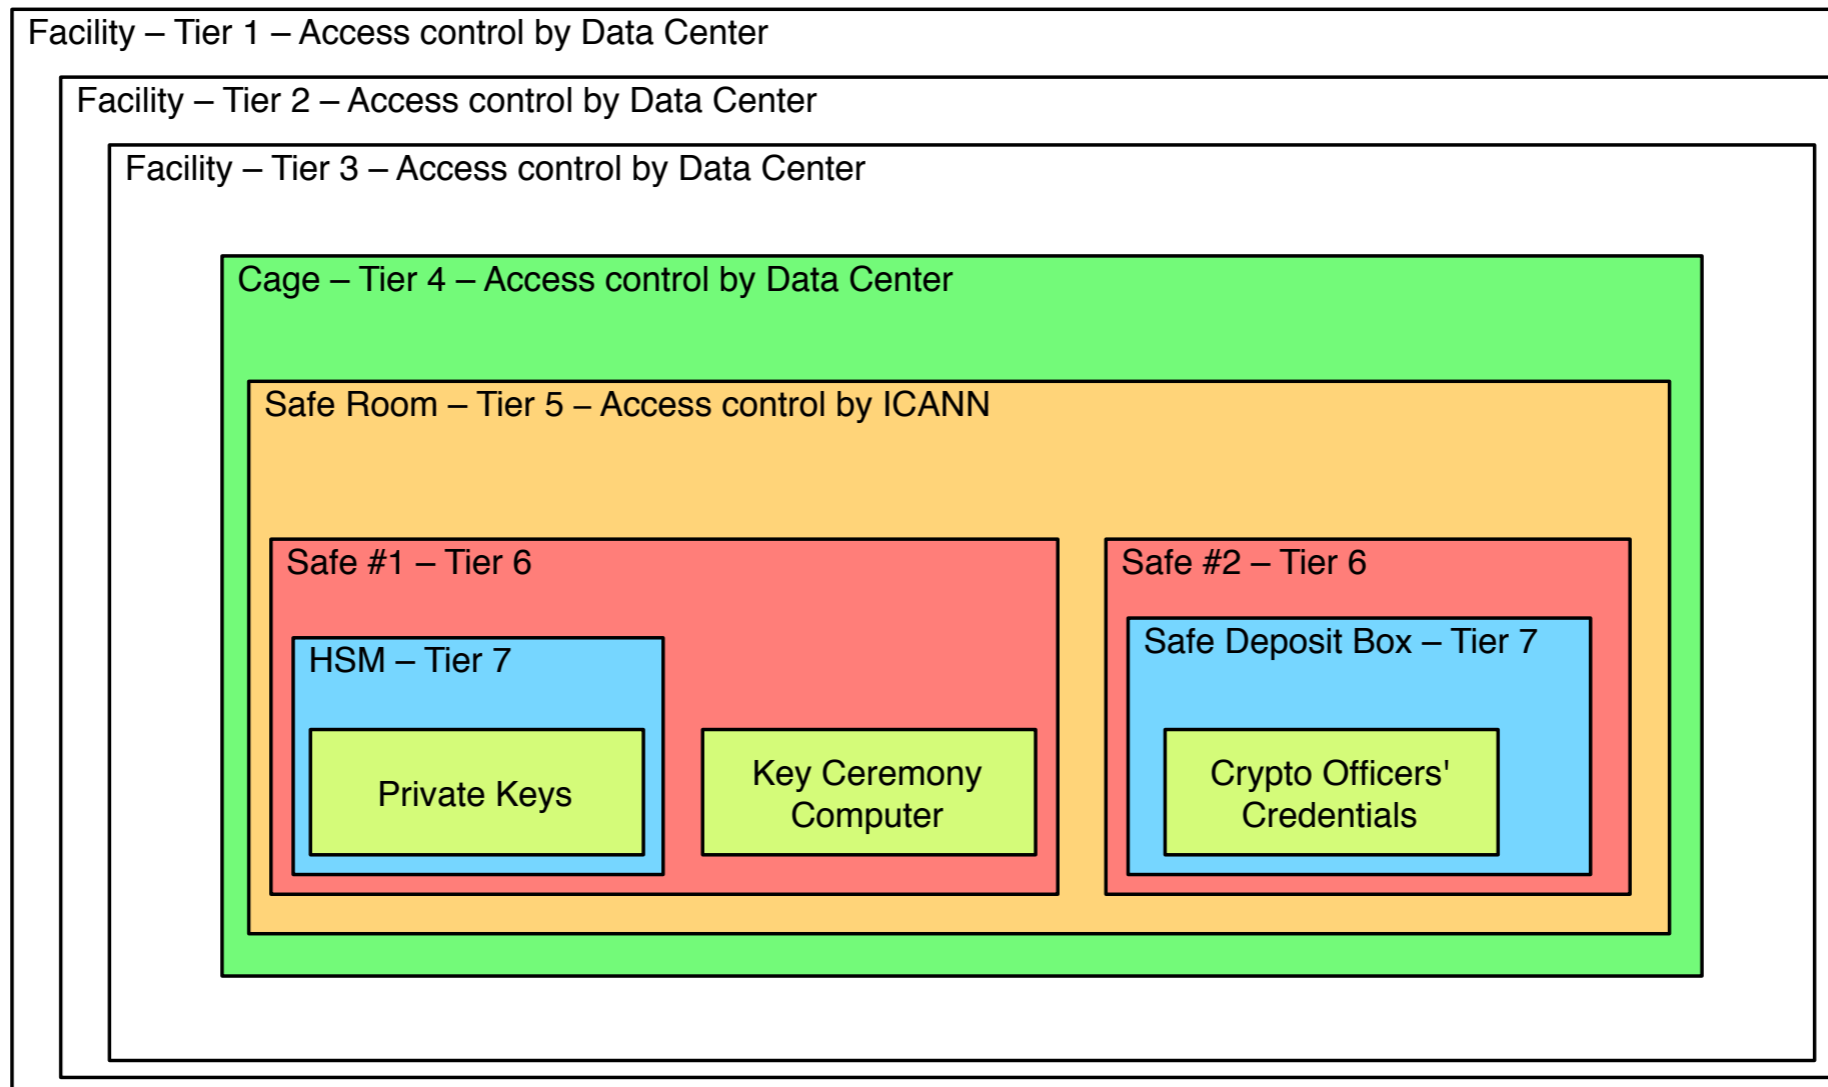 Facility – Tier 1 – Access control by Data Center
Facility – Tier 2 – Access control by Data Center
Facility – Tier 3 – Access control by Data Center
Cage – Tier 4 – Access control by Data Center
Safe Room – Tier 5 – Access control by ICANN
Safe #1 – Tier 6
HSM – Tier 7
Private Keys
Key Ceremony
Computer
Safe #2 – Tier 6
Safe Deposit Box – Tier 7
Crypto Officers'
Credentials